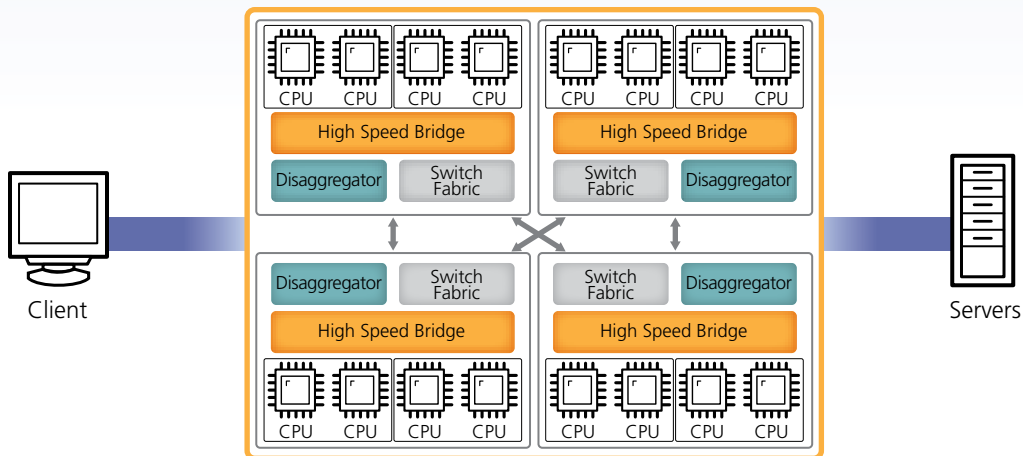 CPU CPU CPU CPU
High Speed Bridge
Disaggregator
Switch
Fabric
CPU CPU CPU CPU
High Speed Bridge
Switch
Fabric
Disaggregator
Client
Servers
Disaggregator
Switch
Fabric
High Speed Bridge
CPU CPU CPU CPU
Switch
Fabric
Disaggregator
High Speed Bridge
CPU CPU CPU CPU